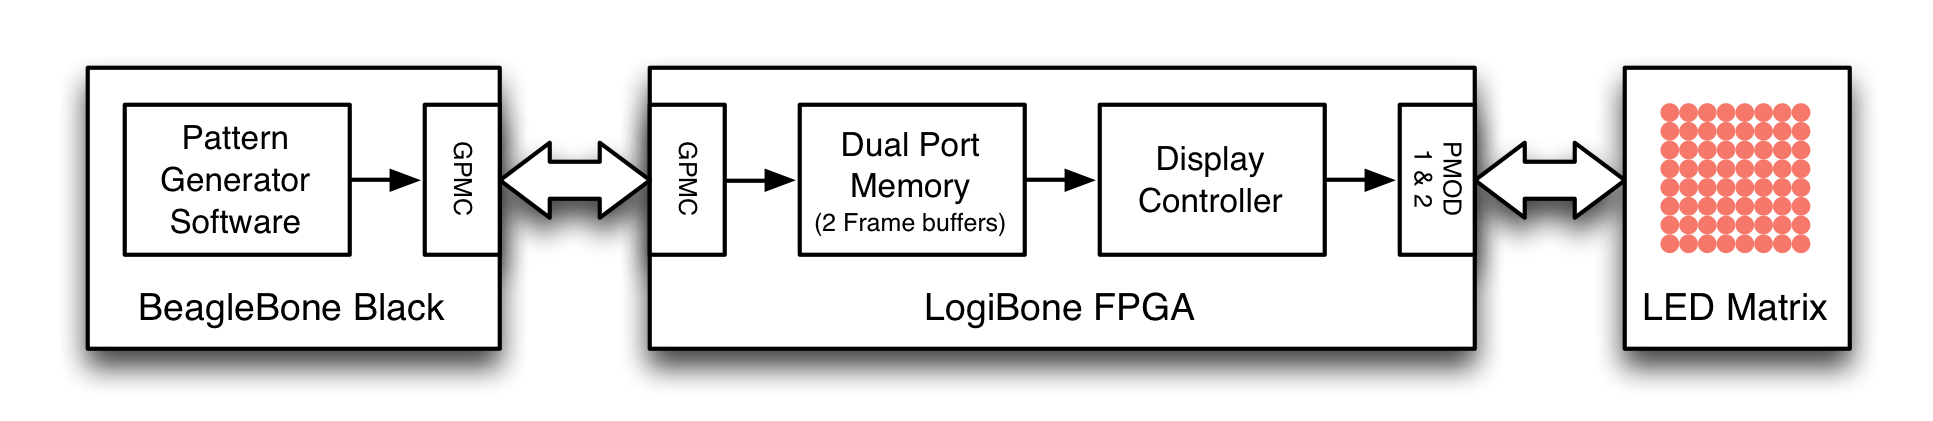 Pattern
Generator
Software
GPMC
BeagleBone Black
GPMC
Dual Port
Memory
(2 Frame buffers)
Display
Controller
PMOD
1 & 2
LogiBone FPGA
LED Matrix